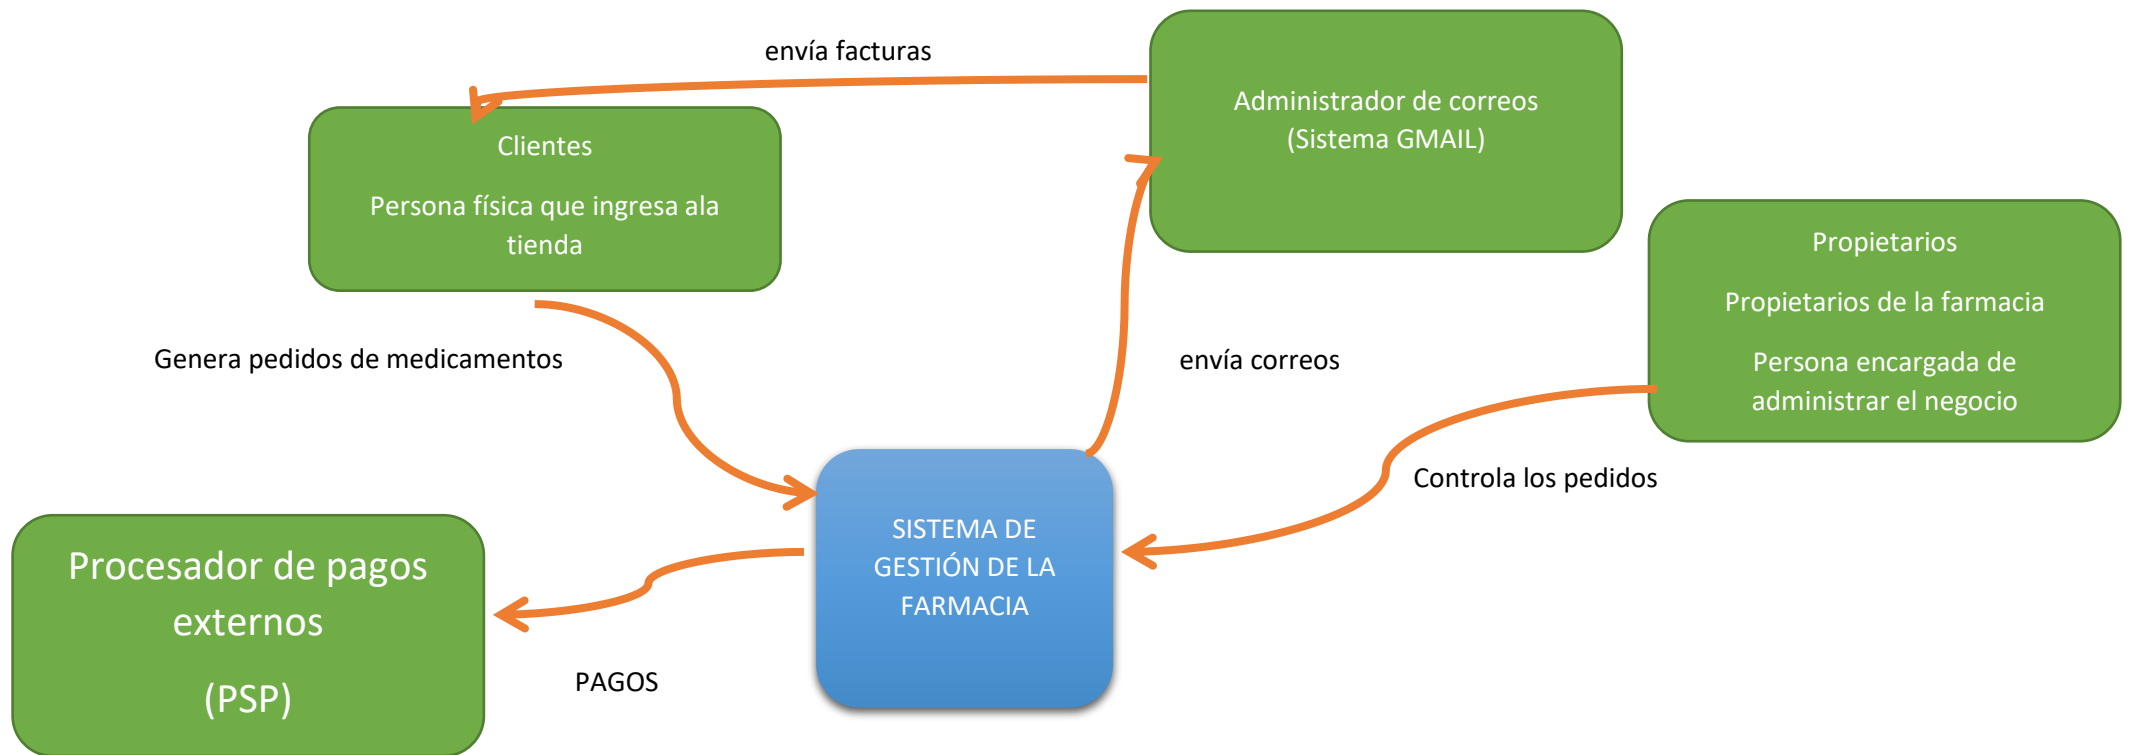 envía facturas
Administrador de correos
(Sistema GMAIL)
Clientes
Persona física que ingresa ala
tienda
Propietarios
Propietarios de la farmacia
Persona encargada de
administrar el negocio
Genera pedidos de medicamentos
envía correos
Controla los pedidos
SISTEMA DE
GESTIÓN DE LA
FARMACIA
Procesador de pagos
externos
(PSP)
PAGOS